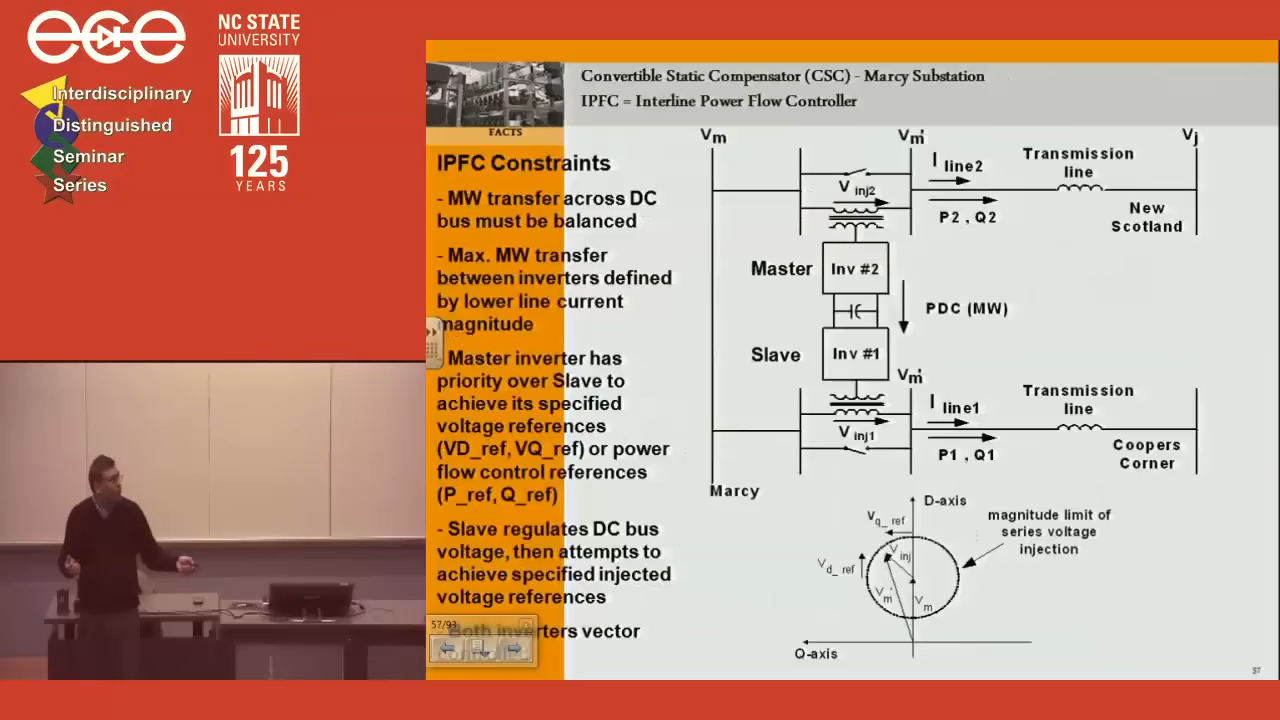 ece
NC STATE
UNIVERSITY
Interdisciplinary
Distinguished
Seminar
Series
125
YEARS
Convertible Static Compensator (CSC) - Marcy Substation
IPFC = Interline Power Flow Controller
FACTS
IPFC Constraints
- MW transfer across DC
bus must be balanced
- Max. MW transfer
between inverters defined
by lower line current
magnitude
Master inverter has
priority over Slave to
achieve its specified
voltage references
(VD_ref, VQ_ref) or power
flow control references
(P_ref, Q_ref)
- Slave regulates DC bus
voltage, then attempts to
achieve specified injected
voltage references
Both inverters vector
57/93
Vm
Vm'
Vj
I line2
Transmission
line
V inj2
P2 , Q2
New
Scotland
Master
Inv #2
PDC (MW)
Slave
Inv #1
Vm'
I line1
Transmission
line
V inj1
P1 , Q1
Coopers
Corner
Marcy
D-axis
Vq_ ref
magnitude limit of
series voltage
injection
Vinj
Vd_ ref
Vm'
Vm
Q-axis
57